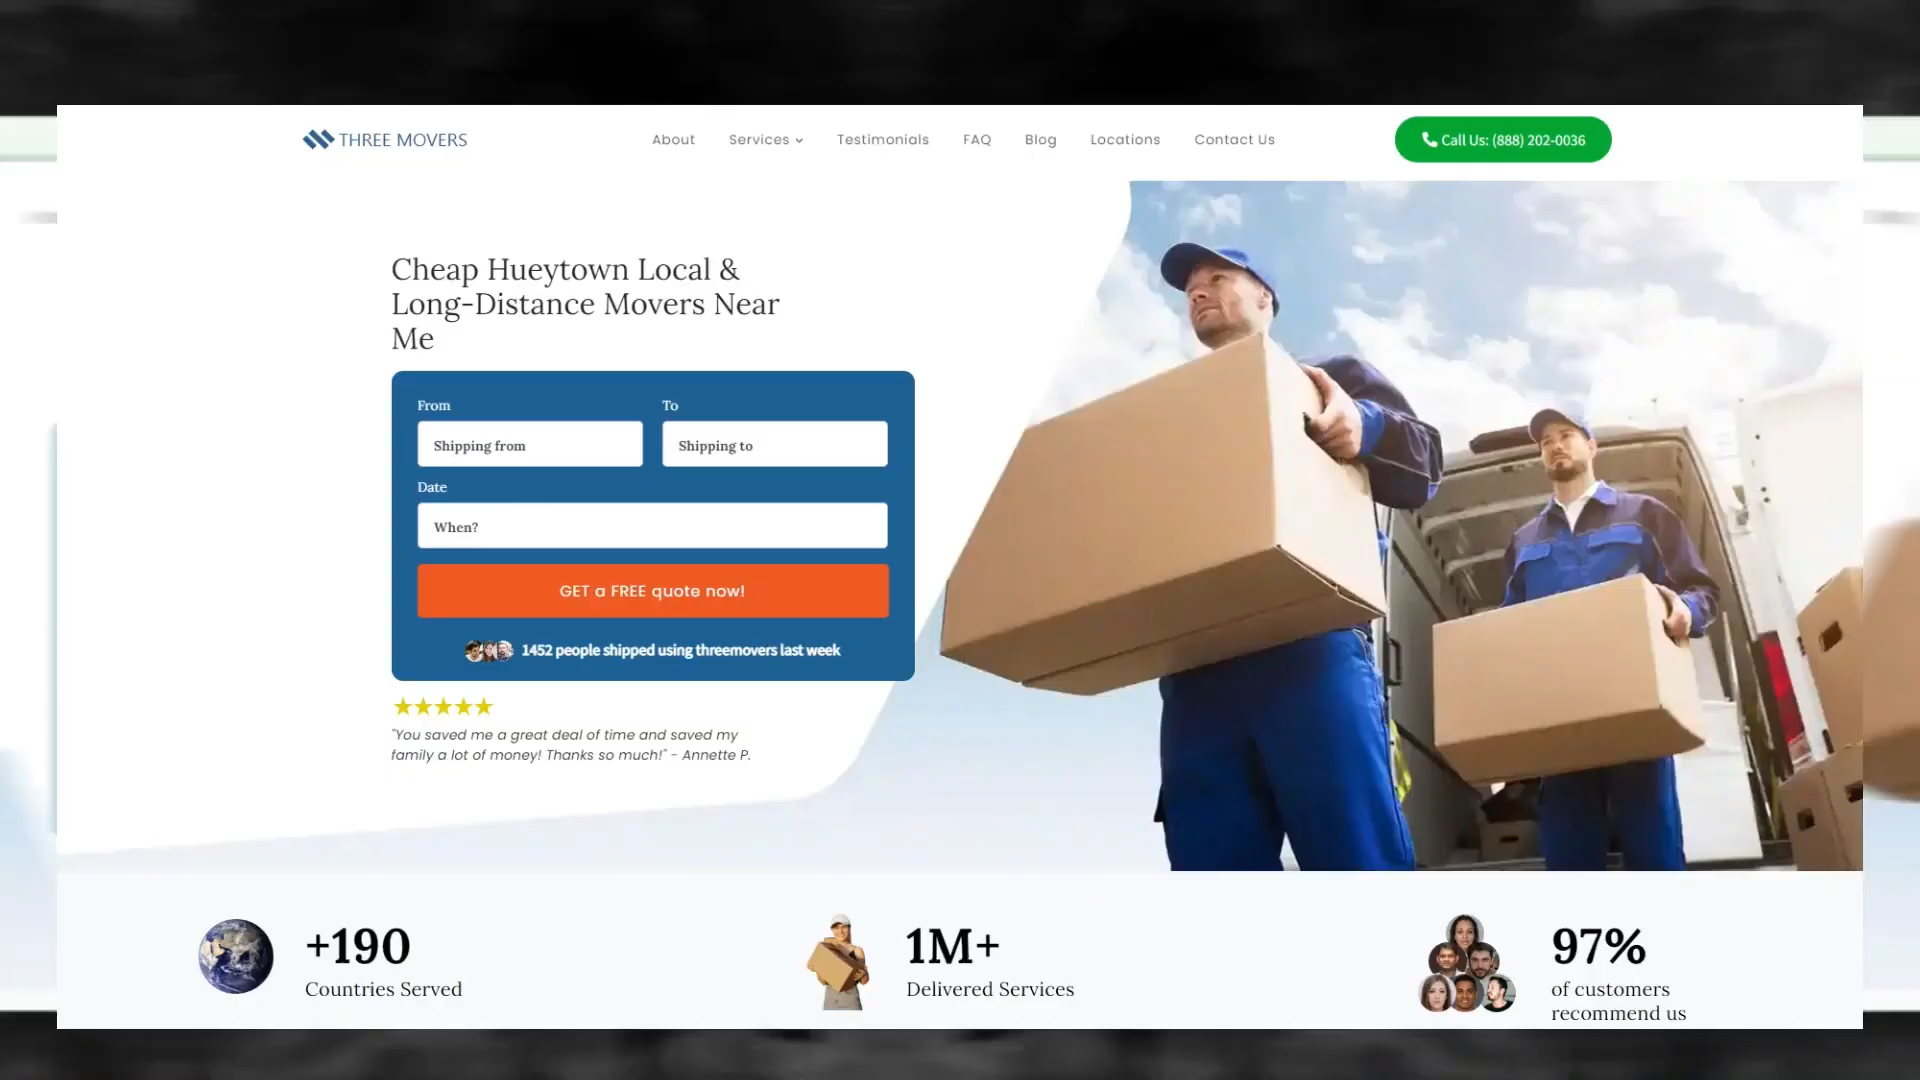 THREE MOVERS
About Services Testimonials FAQ Blog Locations Contact Us
Call Us: (888) 202-0036
Cheap Hueytown Local &
Long-Distance Movers Near
Me
From To
Shipping from Shipping to
Date
When?
GET a FREE quote now!
1452 people shipped using threemovers last week
"You saved me a great deal of time and saved my
family a lot of money! Thanks so much!" - Annette P.
+190
Countries Served
1M+
Delivered Services
97%
of customers
recommend us